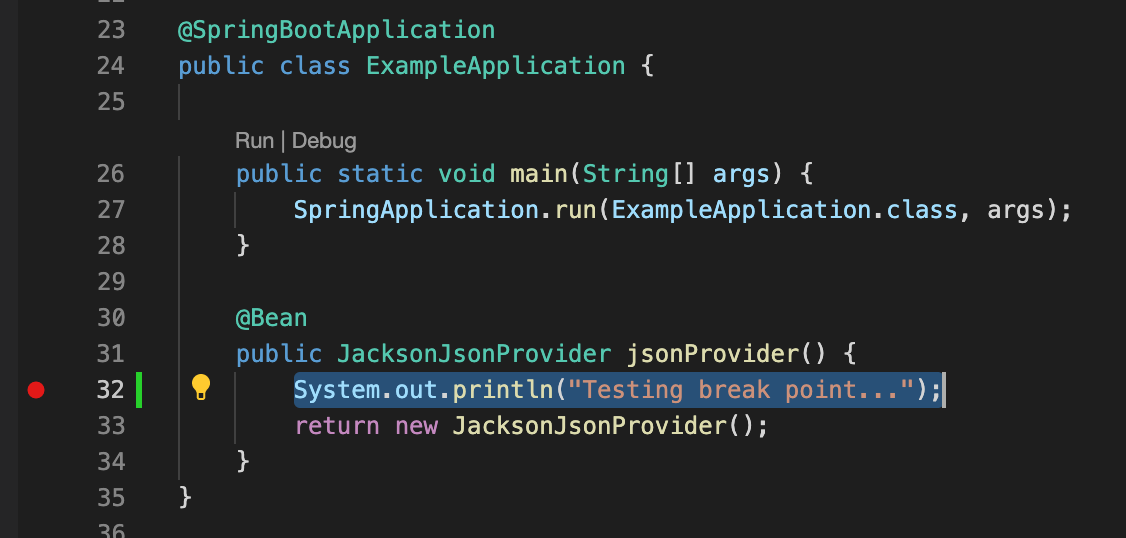 22
23 @SpringBootApplication
24 public class ExampleApplication {
25
Run | Debug
26 public static void main(String[] args) {
27 SpringApplication.run(ExampleApplication.class, args);
28 }
29
30 @Bean
31 public JacksonJsonProvider jsonProvider() {
32 System.out.println("Testing break point...");
33 return new JacksonJsonProvider();
34 }
35 }
36